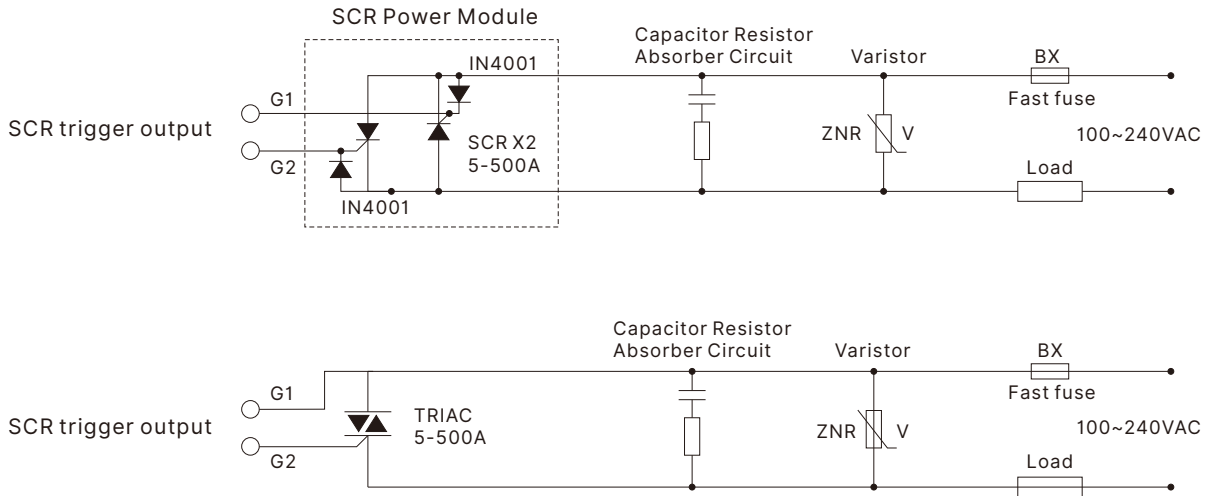 SCR Power Module
Capacitor Resistor
Absorber Circuit
Varistor
BX
IN4001
G1
Fast fuse
SCR trigger output
ZNR
V
100~240VAC
SCR X2
5-500A
G2
Load
IN4001
Capacitor Resistor
Absorber Circuit
Varistor
BX
G1
Fast fuse
SCR trigger output
TRIAC
5-500A
ZNR
V
100~240VAC
G2
Load